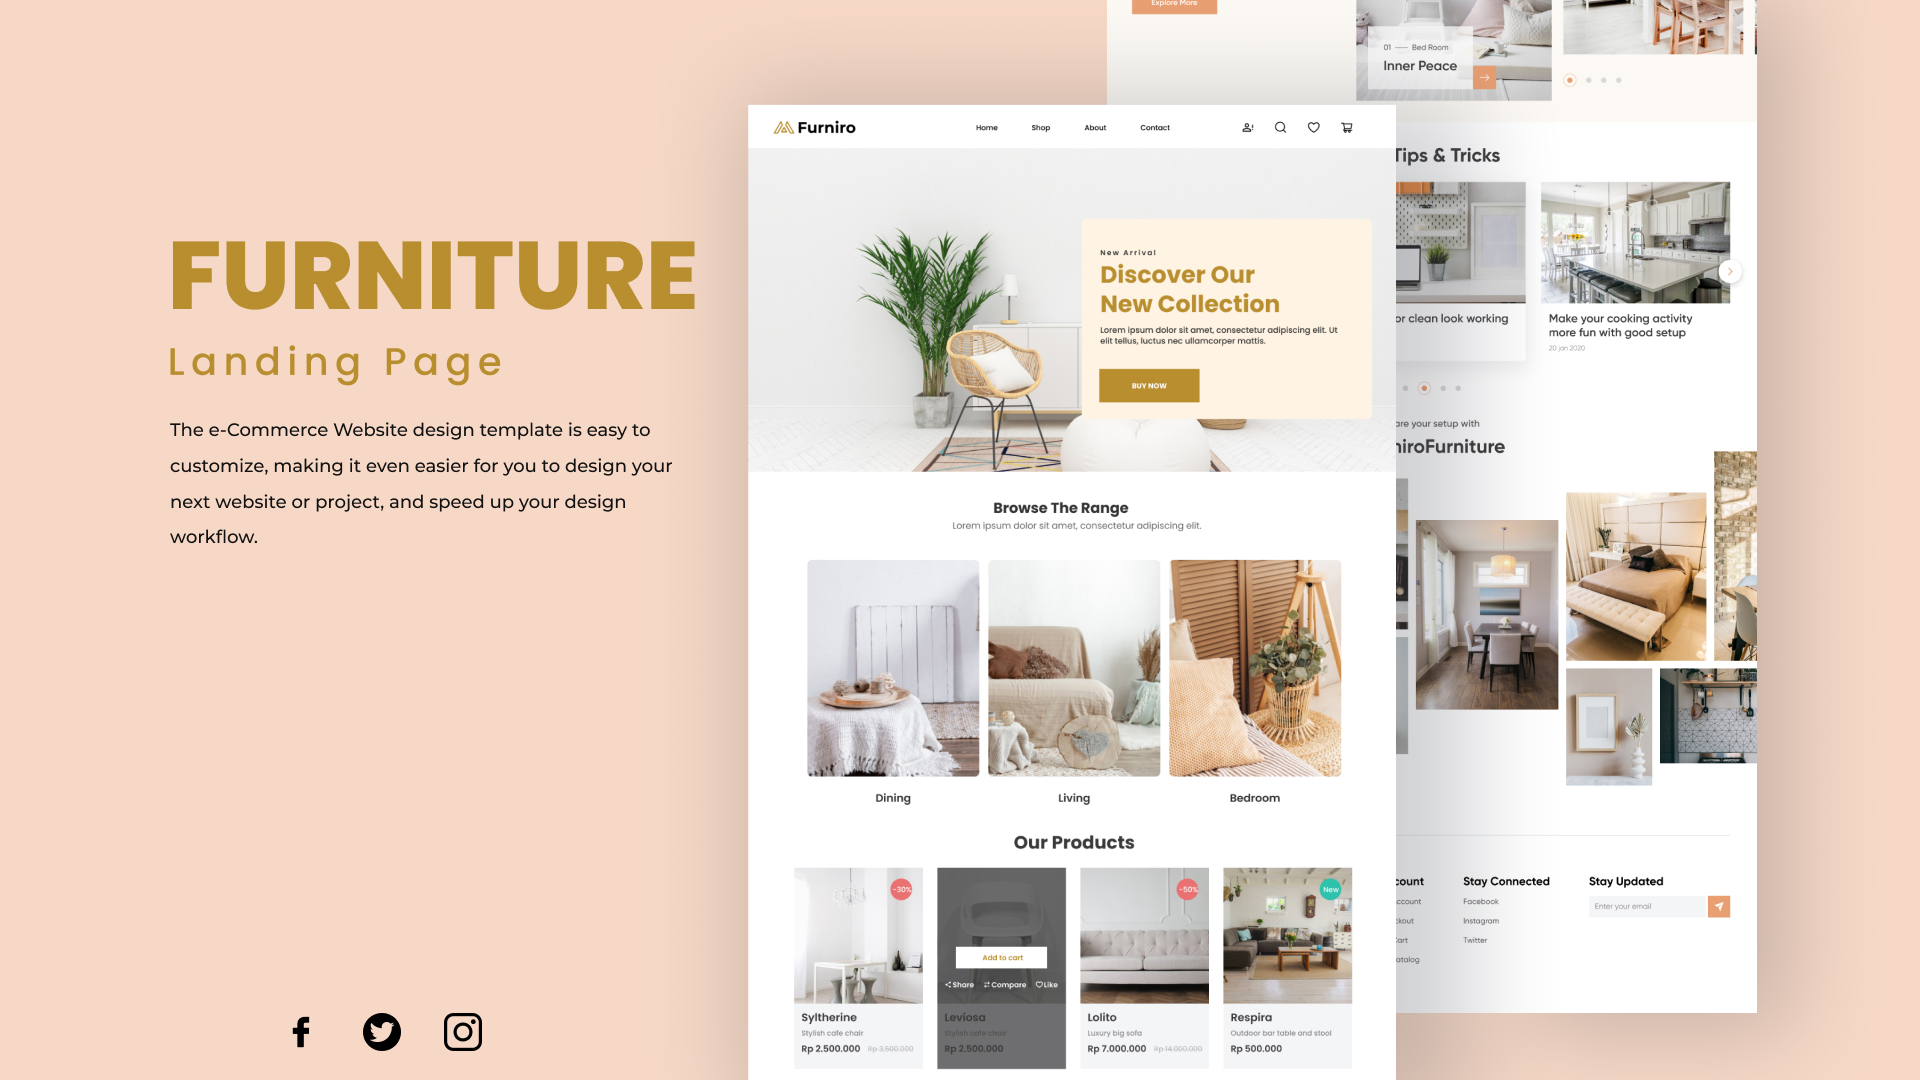 FURNITURE
Landing Page
The e-Commerce Website design template is easy to
customize, making it even easier for you to design your
next website or project, and speed up your design
workflow.
Furniro
Home
Shop
About
Contact
New Arrival
Discover Our
New Collection
Lorem ipsum dolor sit amet, consectetur adipiscing elit. Ut
elit tellus, luctus nec ullamcorper mattis.
BUY NOW
Browse The Range
Lorem ipsum dolor sit amet, consectetur adipiscing elit.
Dining
Living
Bedroom
Our Products
-30%
Syltherine
Stylish cafe chair
Rp 2.500.000 Rp 3.500.000
Add to cart
Share Compare Like
Leviosa
Stylish cafe chair
Rp 2.500.000
-50%
Lolito
Luxury big sofa
Rp 7.000.000 Rp 14.000.000
New
Respira
Outdoor bar table and stool
Rp 500.000
Explore More
01 Bed Room
Inner Peace
Tips & Tricks
or clean look working
Make your cooking activity
more fun with good setup
20 jan 2020
are your setup with
niroFurniture
count
ccount
ckout
Cart
atalog
Stay Connected
Facebook
Instagram
Twitter
Stay Updated
Enter your email